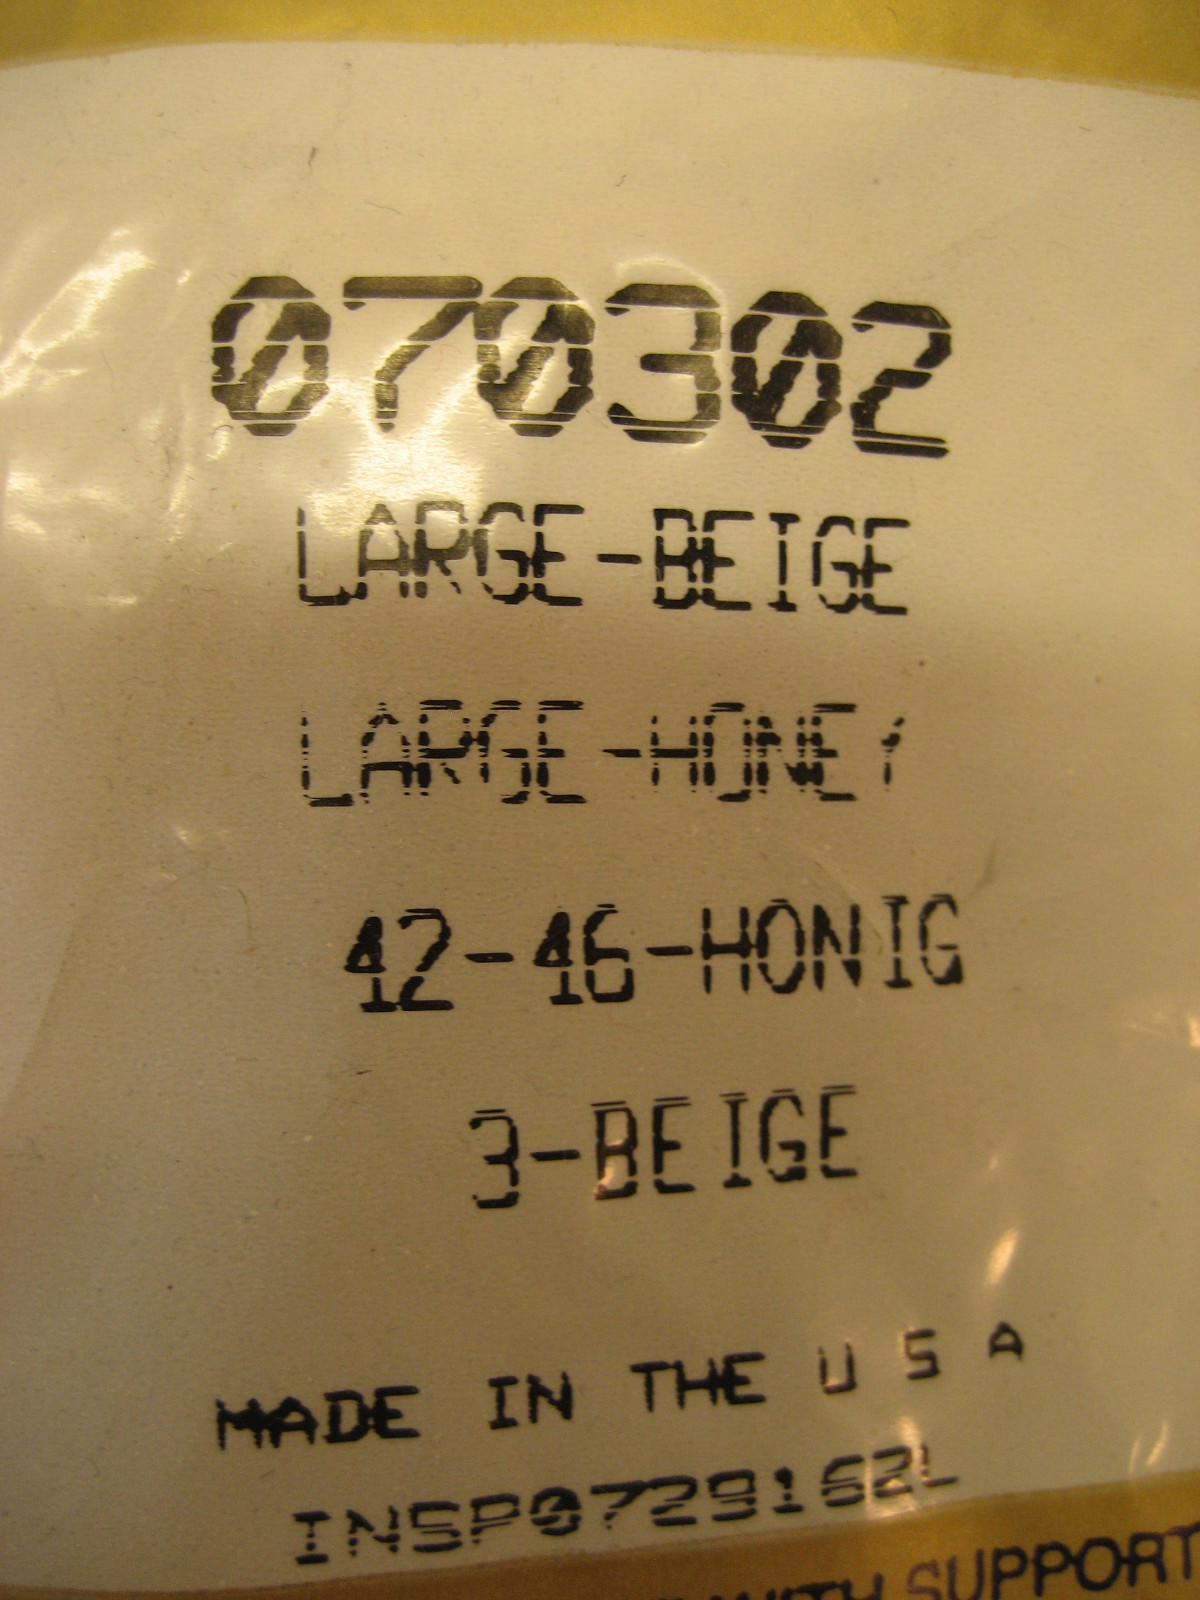 070302
LARGE-BEIGE
LARGE-HONEY
42-46-HONIG
3-BEIGE
MADE IN THE U S A
INSP0729162L
SUPPORT